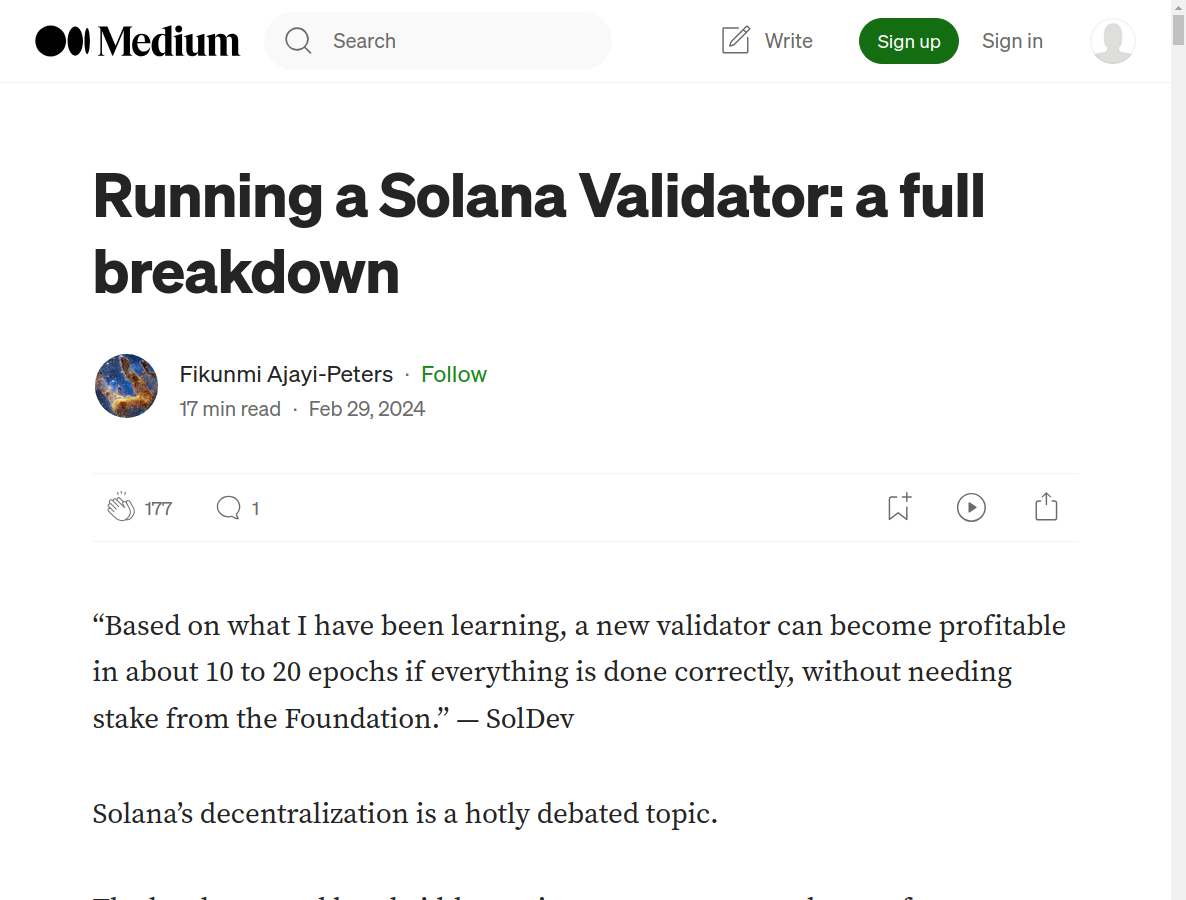 Medium
Search
Write
Sign up
Sign in
Running a Solana Validator: a full
breakdown
Fikunmi Ajayi-Peters · Follow
17 min read · Feb 29, 2024
177
1
“Based on what I have been learning, a new validator can become profitable
in about 10 to 20 epochs if everything is done correctly, without needing
stake from the Foundation.” — SolDev
Solana’s decentralization is a hotly debated topic.